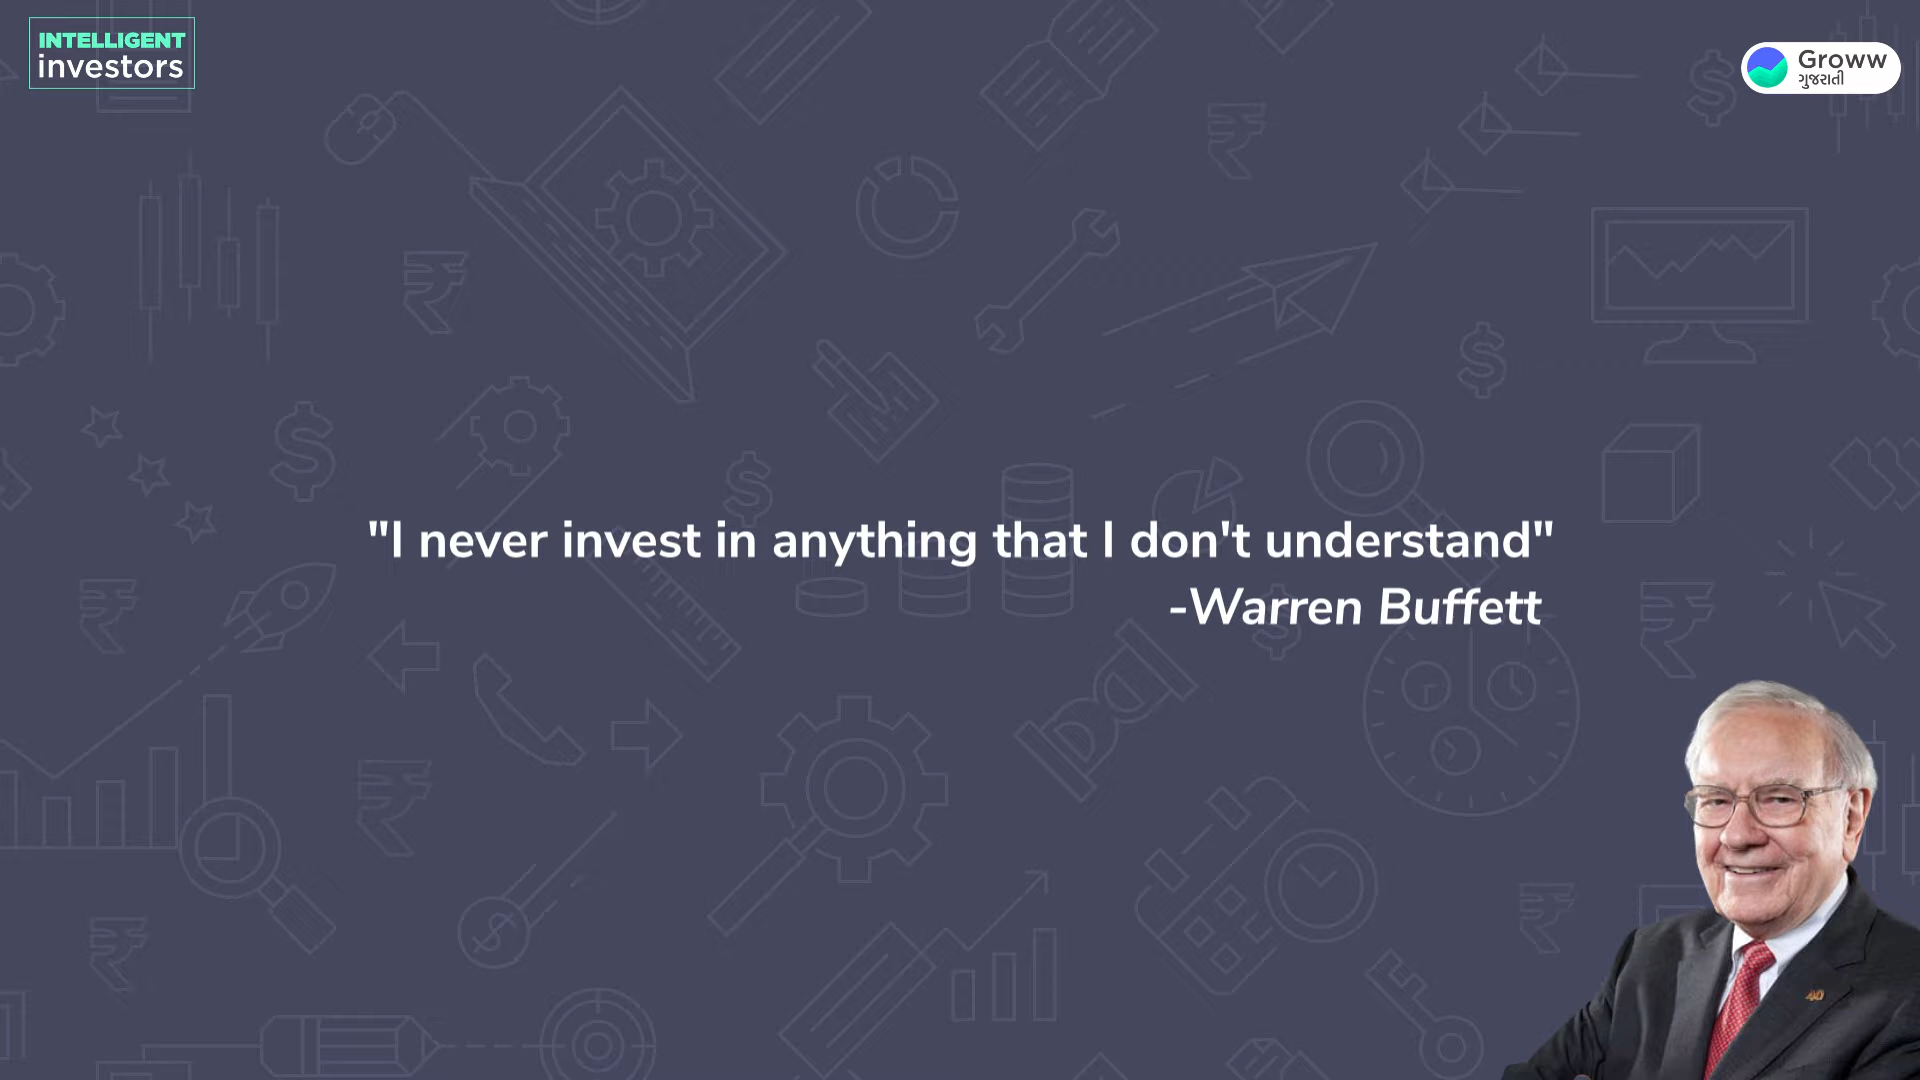 INTELLIGENT
investors
Groww
ગુજરાતી
"I never invest in anything that I don't understand"
-Warren Buffett